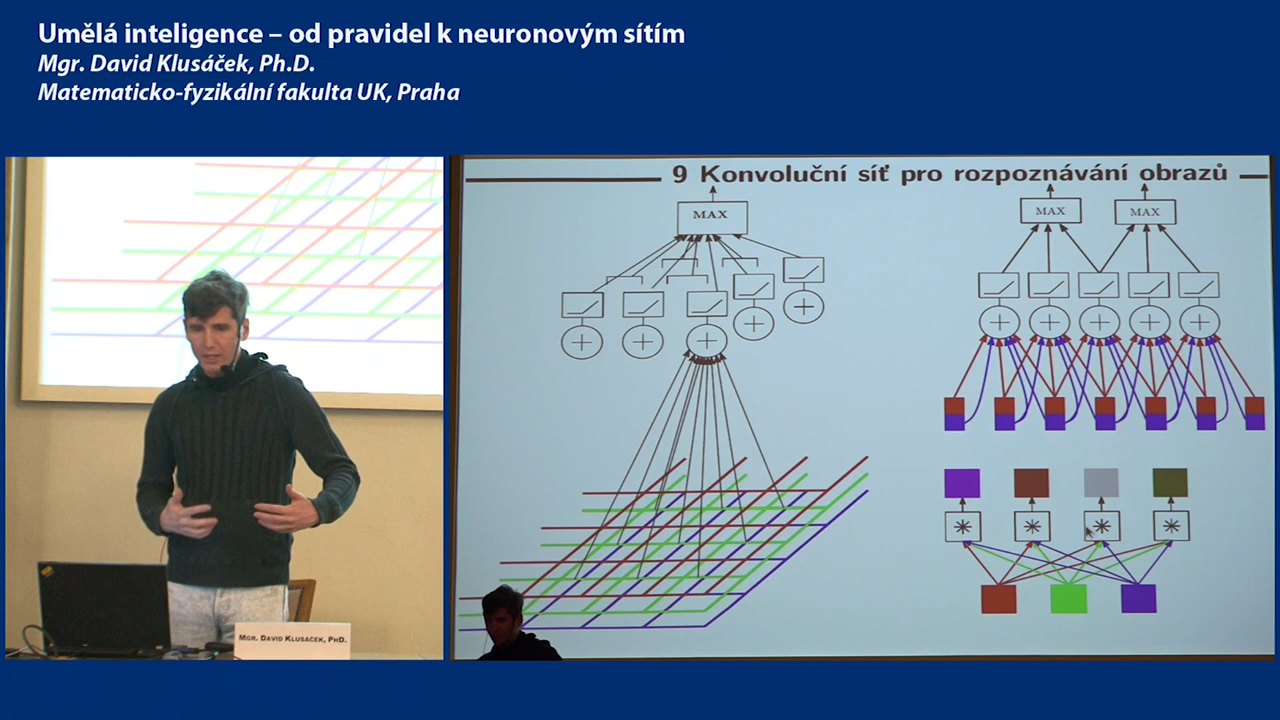 Umělá inteligence – od pravidel k neuronovým sítím
Mgr. David Klusáček, Ph.D.
Matematicko-fyzikální fakulta UK, Praha
9 Konvoluční síť pro rozpoznávání obrazů
MAX
MAX
MAX
MGR. DAVID KLUSÁČEK, PHD.